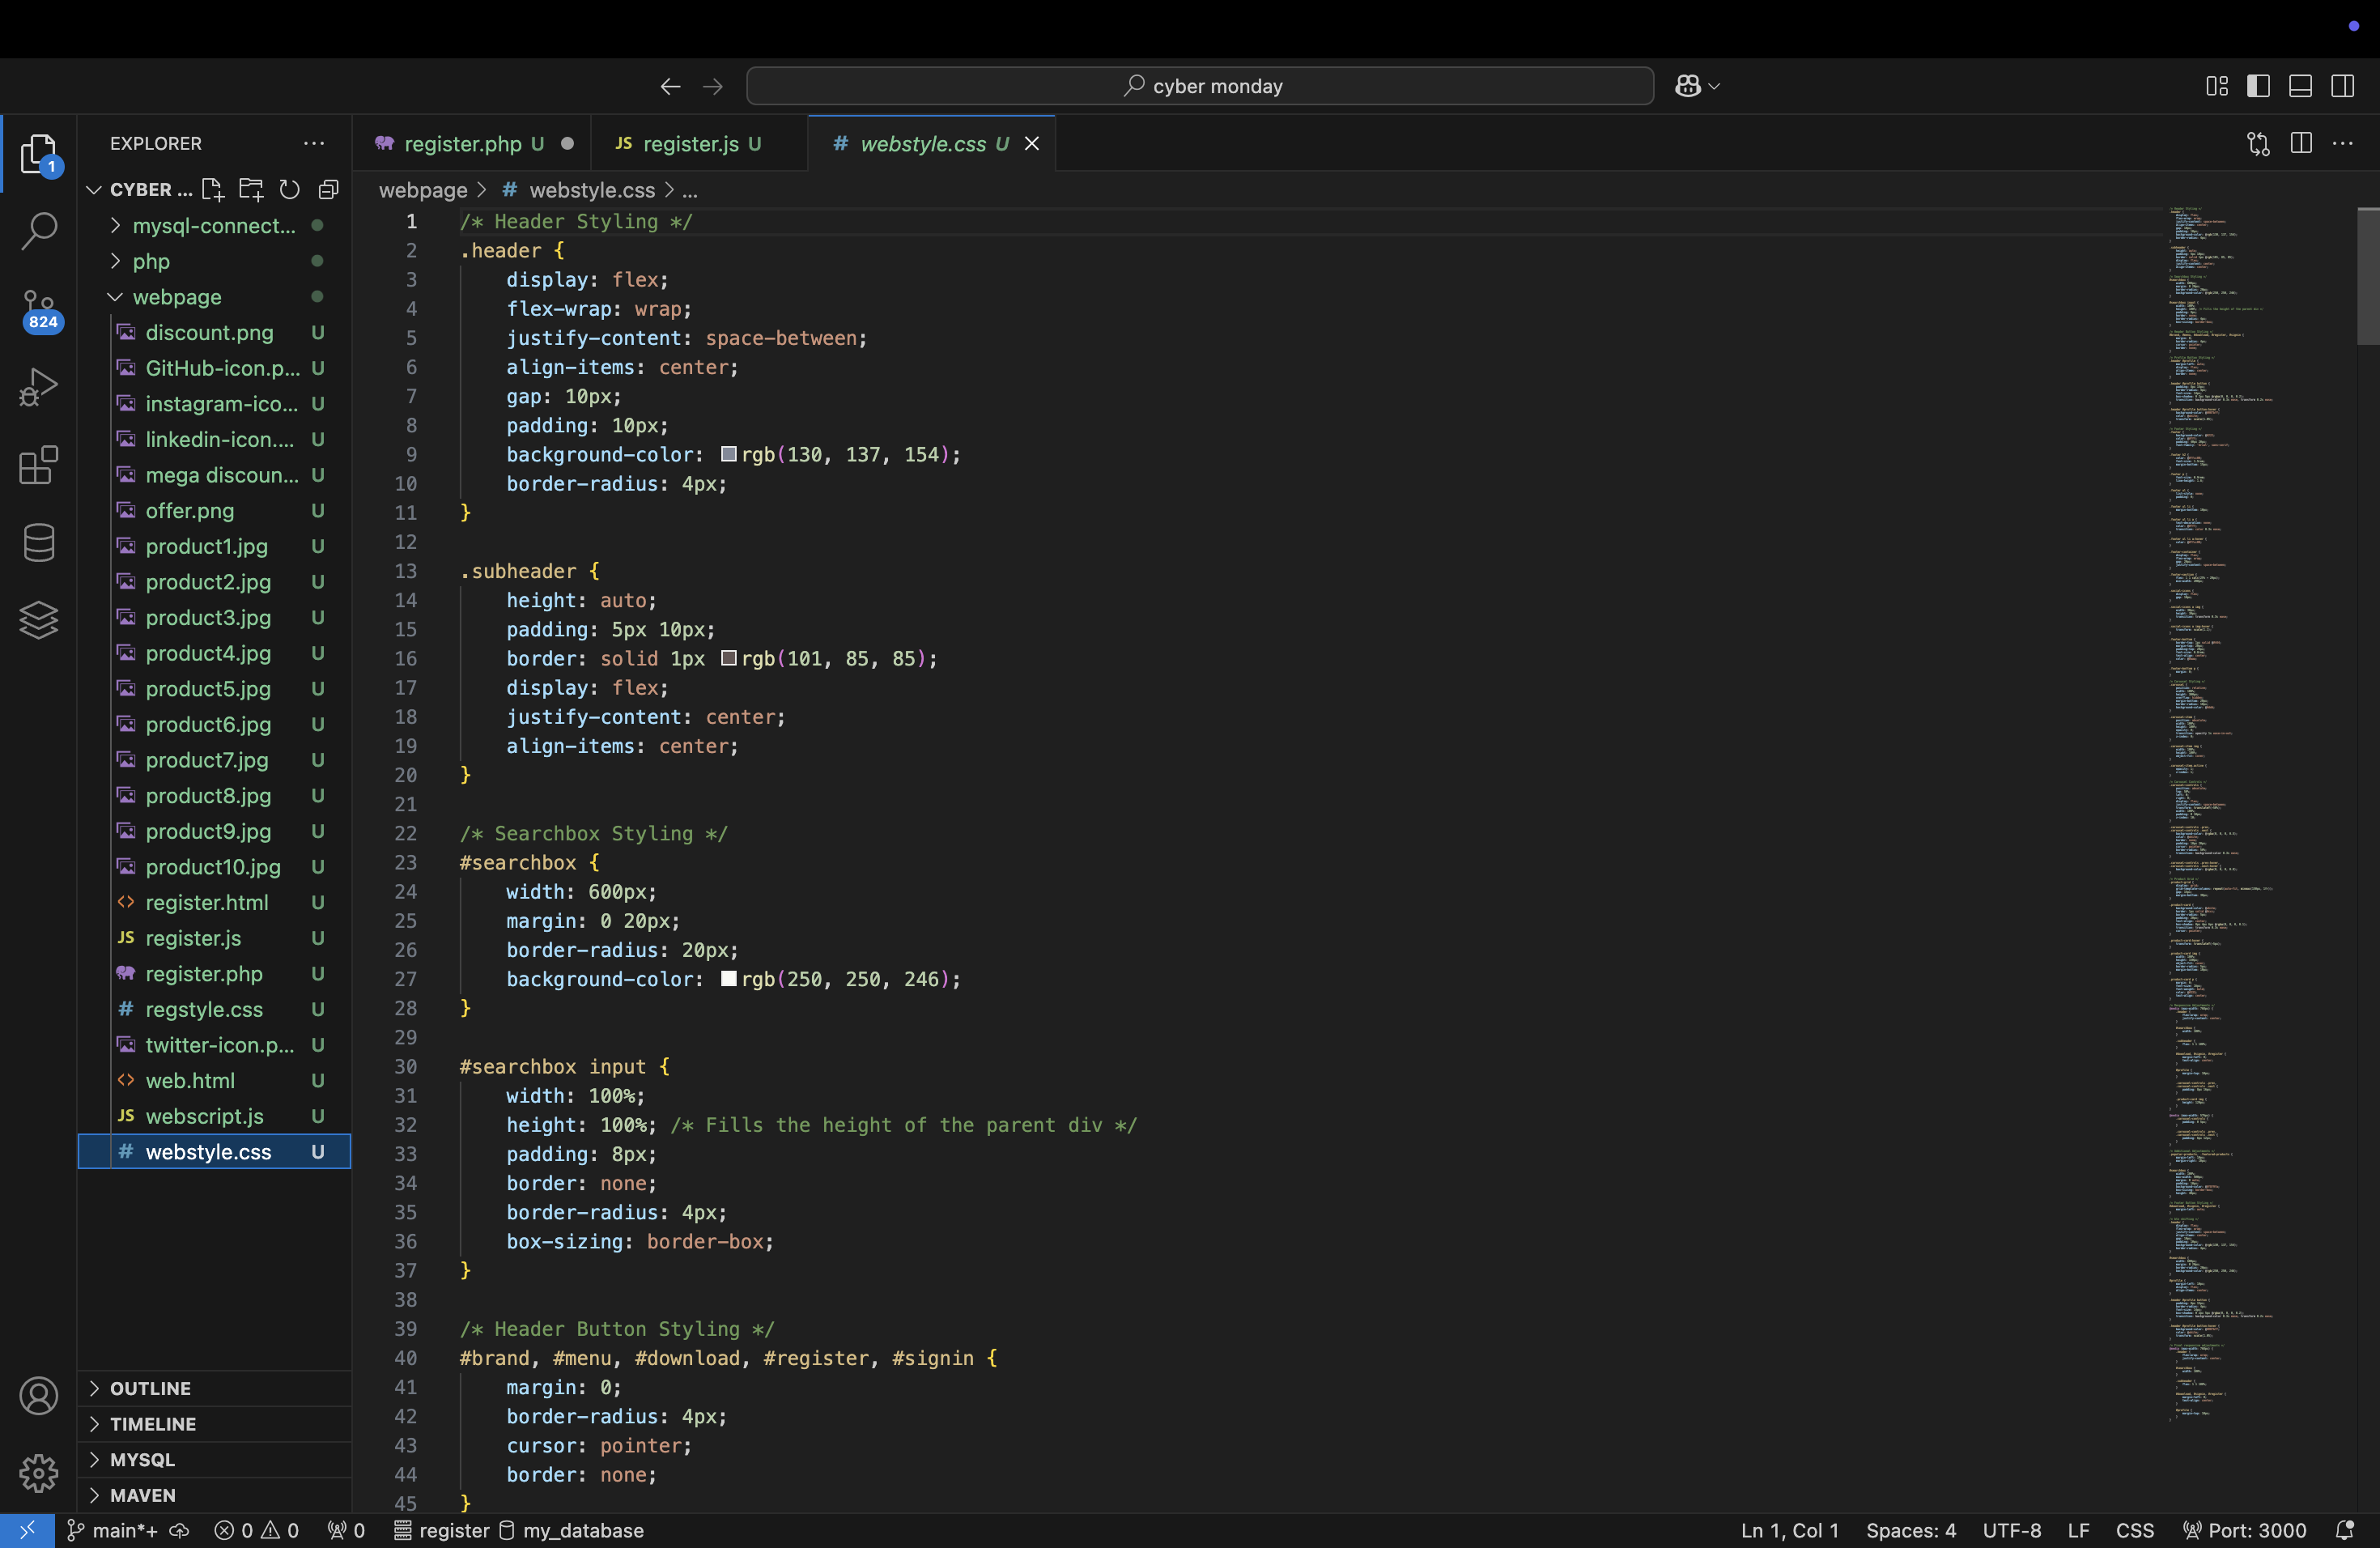 cyber monday
EXPLORER
register.php U
JS register.js U
# webstyle.css U
1
CYBER ...
webpage > # webstyle.css > ...
mysql-connect...
php
webpage
824
discount.png U
GitHub-icon.p... U
instagram-ico... U
linkedin-icon.... U
mega discoun... U
offer.png U
product1.jpg U
product2.jpg U
product3.jpg U
product4.jpg U
product5.jpg U
product6.jpg U
product7.jpg U
product8.jpg U
product9.jpg U
product10.jpg U
<> register.html U
JS register.js U
register.php U
# regstyle.css U
twitter-icon.p... U
<> web.html U
JS webscript.js U
# webstyle.css U
OUTLINE
TIMELINE
MYSQL
MAVEN
1 /* Header Styling */
2 .header {
3 display: flex;
4 flex-wrap: wrap;
5 justify-content: space-between;
6 align-items: center;
7 gap: 10px;
8 padding: 10px;
9 background-color: rgb(130, 137, 154);
10 border-radius: 4px;
11 }
12
13 .subheader {
14 height: auto;
15 padding: 5px 10px;
16 border: solid 1px rgb(101, 85, 85);
17 display: flex;
18 justify-content: center;
19 align-items: center;
20 }
21
22 /* Searchbox Styling */
23 #searchbox {
24 width: 600px;
25 margin: 0 20px;
26 border-radius: 20px;
27 background-color: rgb(250, 250, 246);
28 }
29
30 #searchbox input {
31 width: 100%;
32 height: 100%; /* Fills the height of the parent div */
33 padding: 8px;
34 border: none;
35 border-radius: 4px;
36 box-sizing: border-box;
37 }
38
39 /* Header Button Styling */
40 #brand, #menu, #download, #register, #signin {
41 margin: 0;
42 border-radius: 4px;
43 cursor: pointer;
44 border: none;
45 }
main*+ 0 0 0 register my_database
Ln 1, Col 1 Spaces: 4 UTF-8 LF CSS Port: 3000